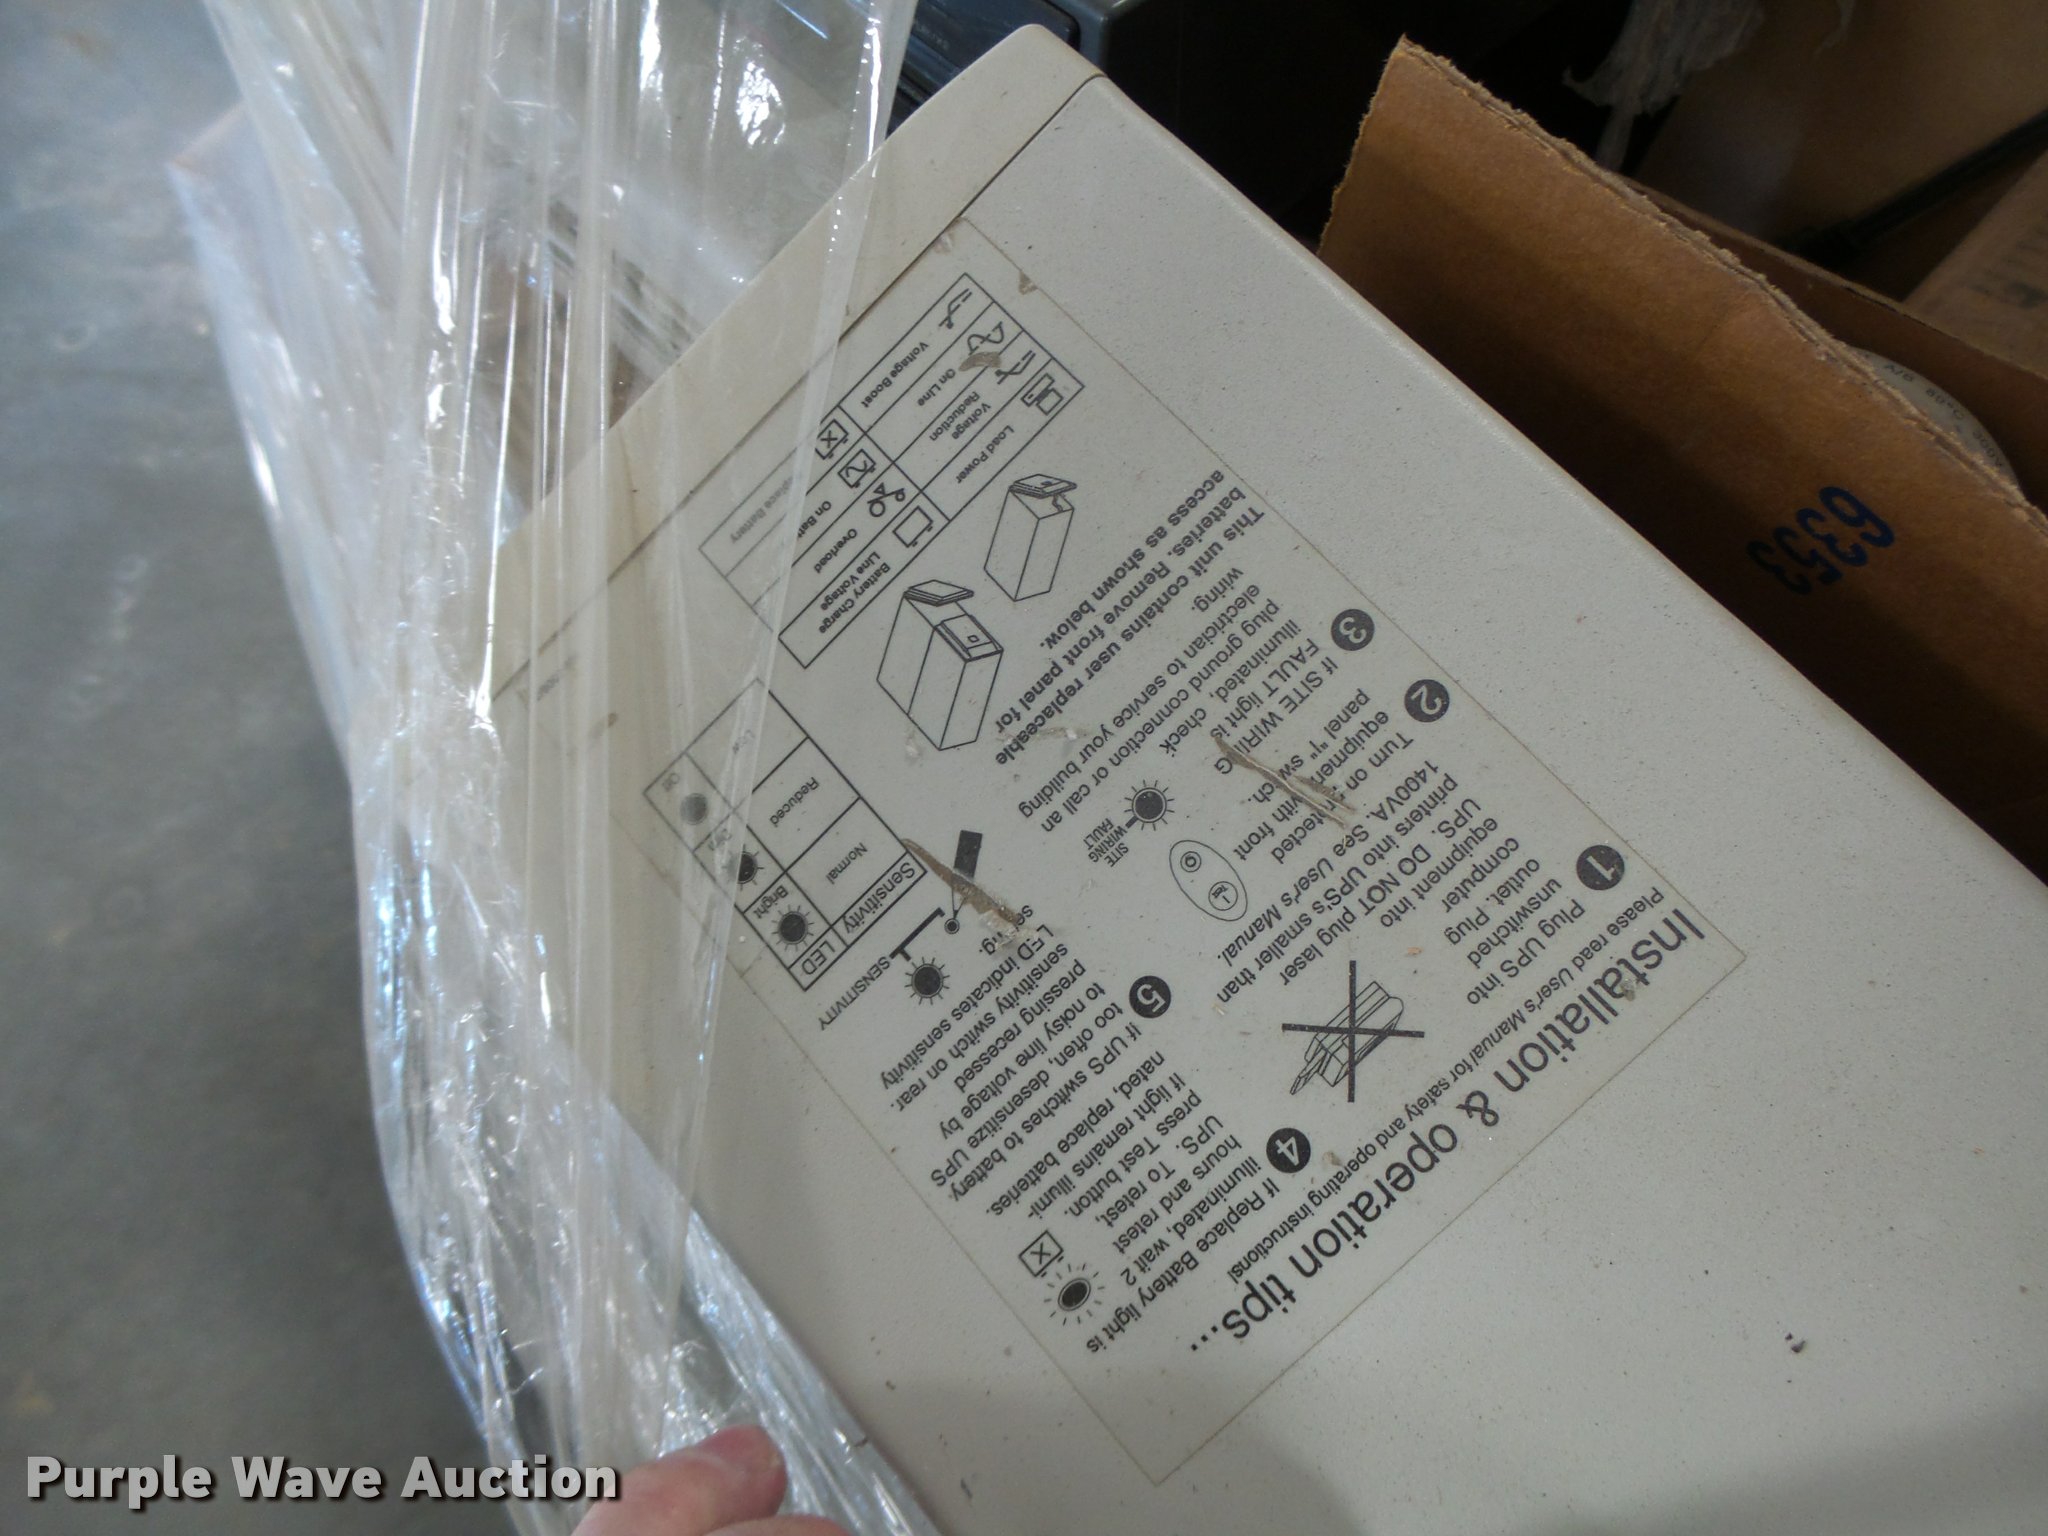 Installation & operation tips...
Please read User's Manual for safety and operating instructions!
1
Plug UPS into
unswitched
outlet. Plug
computer
equipment into
UPS. DO NOT plug laser
printers into UPS's smaller than
1400VA. See User's Manual.
2
Turn on protected
equipment with front
panel "I" switch.
Test
3
If SITE WIRING
FAULT light is
illuminated, check
plug ground connection or call an
electrician to service your building
wiring.
SITE
WIRING
FAULT
This unit contains user replaceable
batteries. Remove front panel for
access as shown below.
4
If Replace Battery light is
illuminated, wait 2
hours and retest
UPS. To retest,
press Test button.
If light remains illumi-
nated, replace batteries.
5
If UPS switches to battery
too often, desensitize UPS
to noisy line voltage by
pressing recessed
sensitivity switch on rear.
LED indicates sensitivity
setting.
SENSITIVITY
Sensitivity
LED
Normal
Bright
Reduced
Dim
Low
Off
Load Power
Battery Charge
Line Voltage
Voltage
Reduction
Overload
On Line
On Batt
Voltage Boost
Replace Battery
6353
Purple Wave Auction